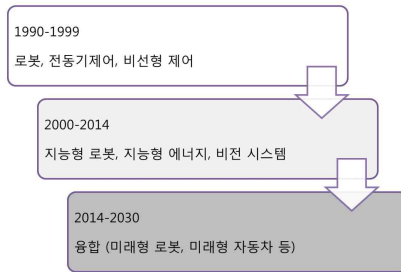 1990-1999
로봇, 전동기제어, 비선형 제어
2000-2014
지능형 로봇, 지능형 에너지, 비전 시스템
2014-2030
융합 (미래형 로봇, 미래형 자동차 등)